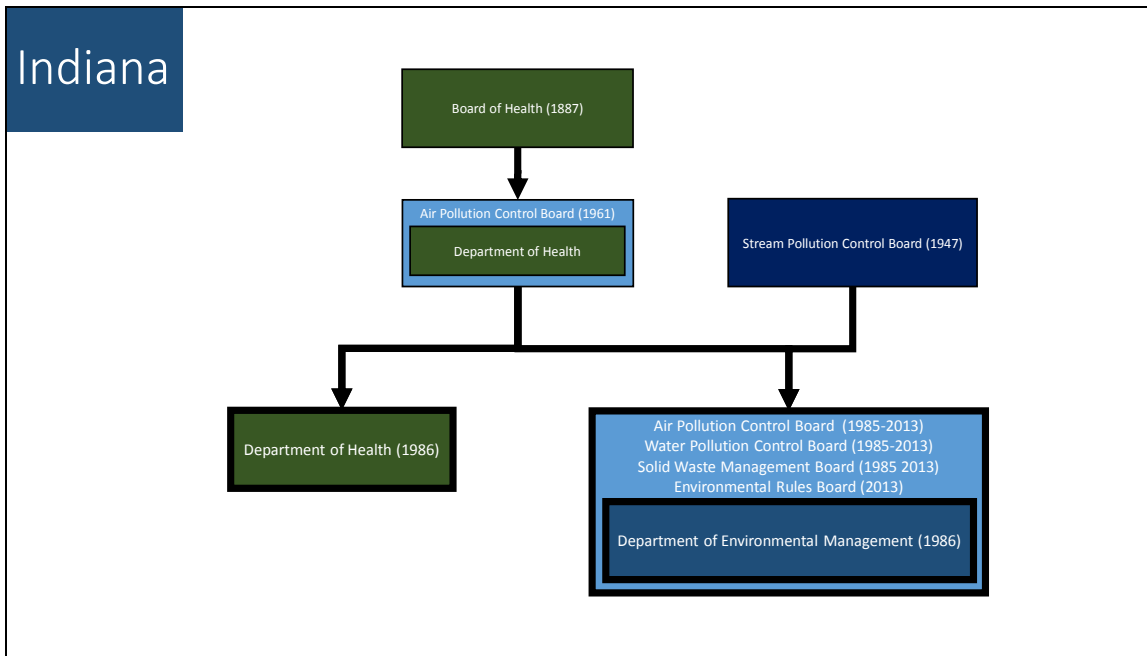 Indiana
Board of Health (1887)
Air Pollution Control Board (1961)
Department of Health
Stream Pollution Control Board (1947)
Department of Health (1986)
Air Pollution Control Board  (1985-2013)
Water Pollution Control Board (1985-2013)
Solid Waste Management Board (1985 2013)
Environmental Rules Board (2013)
Department of Environmental Management (1986)